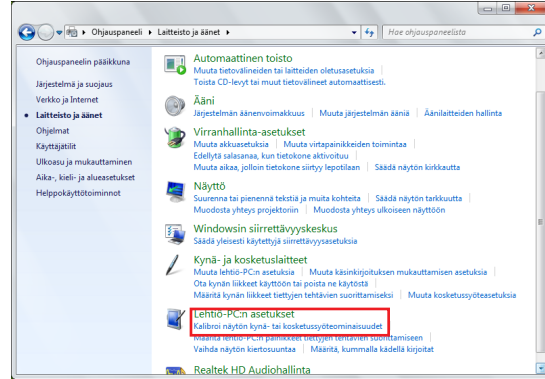 Ohjauspaneeli ▸ Laitteisto ja äänet ▸
Hae ohjauspaneelista
Ohjauspaneelin pääikkuna
Järjestelmä ja suojaus
Verkko ja Internet
Laitteisto ja äänet
Ohjelmat
Käyttäjätilit
Ulkoasu ja mukauttaminen
Aika-, kieli- ja alueasetukset
Helppokäyttötoiminnot
Automaattinen toisto
Muuta tietovälineiden tai laitteiden oletusasetuksia
Toista CD-levyt tai muut tietovälineet automaattisesti.
Ääni
Järjestelmän äänenvoimakkuus | Muuta järjestelmän ääniä | Äänilaitteiden hallinta
Virranhallinta-asetukset
Muuta akkuasetuksia | Muuta virtapainikkeiden toimintaa
Edellytä salasanaa, kun tietokone aktivoituu
Muuta aikaa, jolloin tietokone siirtyy lepotilaan | Säädä näytön kirkkautta
Näyttö
Suurenna tai pienennä tekstiä ja muita kohteita | Säädä näytön tarkkuutta
Muodosta yhteys projektoriin | Muodosta yhteys ulkoiseen näyttöön
Windowsin siirrettävyyskeskus
Säädä yleisesti käytettyjä siirrettävyysasetuksia
Kynä- ja kosketuslaitteet
Muuta lehtiö-PC:n asetuksia | Muuta käsinkirjoituksen mukauttamisen asetuksia
Ota kynän liikkeet käyttöön tai poista ne käytöstä
Määritä kynän liikkeet tiettyjen tehtävien suorittamiseksi | Muuta kosketussyöteasetuksia
Lehtiö-PC:n asetukset
Kalibroi näytön kynä- tai kosketussyöteominaisuudet
Määritä lehtiö-PC:n painikkeet tiettyjen tehtävien suorittamiseen
Vaihda näytön kiertosuuntaa | Määritä, kummalla kädellä kirjoitat
Realtek HD Audiohallinta